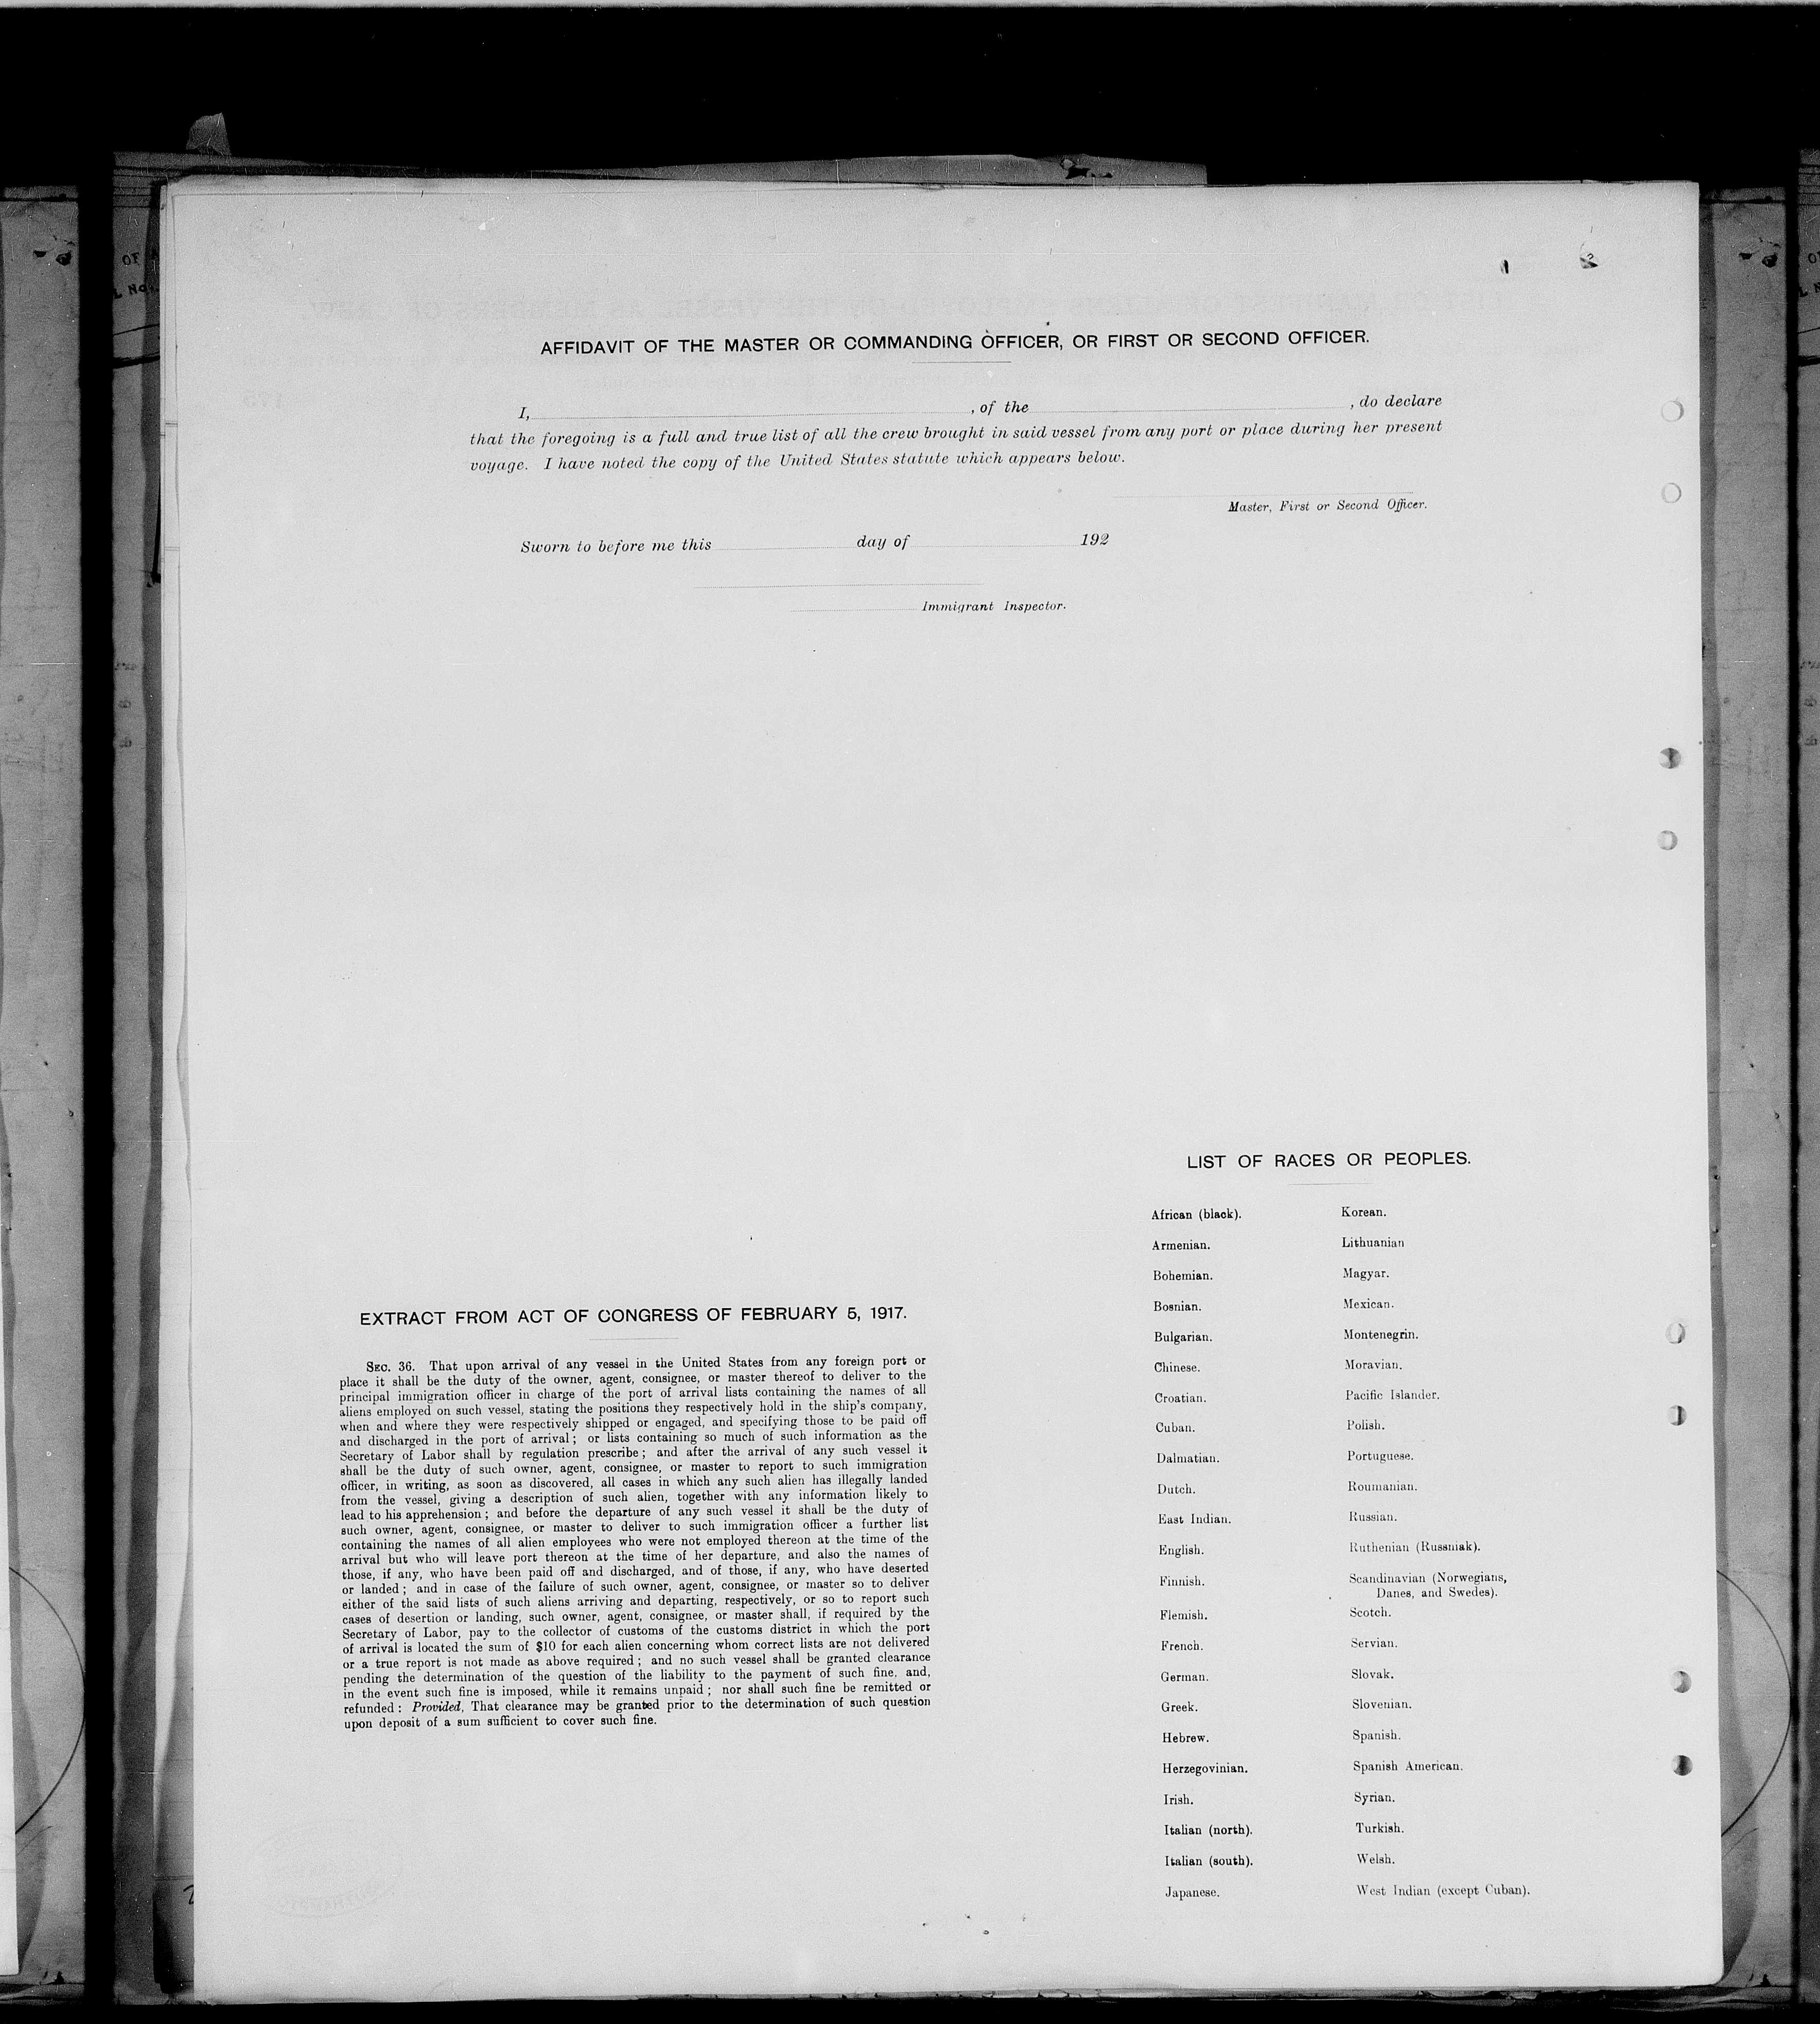 AFFIDAVIT OF THE MASTER OR COMMANDING OFFICER, OR FIRST OR SECOND OFFICER.
I, , of the , do declare
that the foregoing is a full and true list of all the crew brought in said vessel from any port or place during her present
voyage. I have noted the copy of the United States statute which appears below.
Master, First or Second Officer.
Sworn to before me this day of 192
Immigrant Inspector.
EXTRACT FROM ACT OF CONGRESS OF FEBRUARY 5, 1917.
SEC. 36. That upon arrival of any vessel in the United States from any foreign port or
place it shall be the duty of the owner, agent, consignee, or master thereof to deliver to the
principal immigration officer in charge of the port of arrival lists containing the names of all
aliens employed on such vessel, stating the positions they respectively hold in the ship's company,
when and where they were respectively shipped or engaged, and specifying those to be paid off
and discharged in the port of arrival; or lists containing so much of such information as the
Secretary of Labor shall by regulation prescribe; and after the arrival of any such vessel it
shall be the duty of such owner, agent, consignee, or master to report to such immigration
officer, in writing, as soon as discovered, all cases in which any such alien has illegally landed
from the vessel, giving a description of such alien, together with any information likely to
lead to his apprehension; and before the departure of any such vessel it shall be the duty of
such owner, agent, consignee, or master to deliver to such immigration officer a further list
containing the names of all alien employees who were not employed thereon at the time of the
arrival but who will leave port thereon at the time of her departure, and also the names of
those, if any, who have been paid off and discharged, and of those, if any, who have deserted
or landed; and in case of the failure of such owner, agent, consignee, or master so to deliver
either of the said lists of such aliens arriving and departing, respectively, or so to report such
cases of desertion or landing, such owner, agent, consignee, or master shall, if required by the
Secretary of Labor, pay to the collector of customs of the customs district in which the port
of arrival is located the sum of $10 for each alien concerning whom correct lists are not delivered
or a true report is not made as above required; and no such vessel shall be granted clearance
pending the determination of the question of the liability to the payment of such fine, and,
in the event such fine is imposed, while it remains unpaid; nor shall such fine be remitted or
refunded: Provided, That clearance may be granted prior to the determination of such question
upon deposit of a sum sufficient to cover such fine.
LIST OF RACES OR PEOPLES.
African (black).
Armenian.
Bohemian.
Bosnian.
Bulgarian.
Chinese.
Croatian.
Cuban.
Dalmatian.
Dutch.
East Indian.
English.
Finnish.
Flemish.
French.
German.
Greek.
Hebrew.
Herzegovinian.
Irish.
Italian (north).
Italian (south).
Japanese.
Korean.
Lithuanian
Magyar.
Mexican.
Montenegrin.
Moravian.
Pacific Islander.
Polish.
Portuguese.
Roumanian.
Russian.
Ruthenian (Russniak).
Scandinavian (Norwegians,
Danes, and Swedes).
Scotch.
Servian.
Slovak.
Slovenian.
Spanish.
Spanish American.
Syrian.
Turkish.
Welsh.
West Indian (except Cuban).